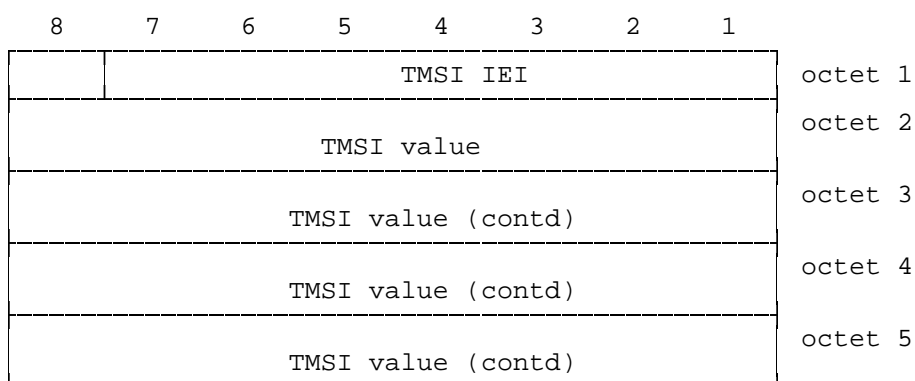 8 7 6 5 4 3 2 1
TMSI IEI octet 1
octet 2
TMSI value
octet 3
TMSI value (contd)
octet 4
TMSI value (contd)
octet 5
TMSI value (contd)